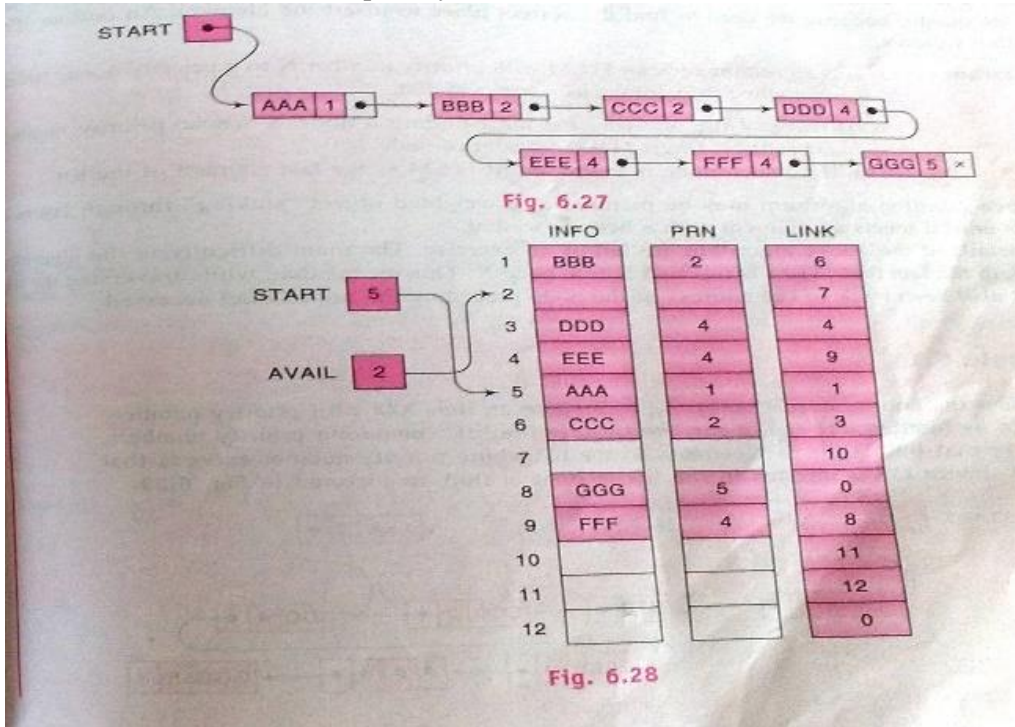 START
AAA 1 BBB 2 CCC 2 DDD 4
EEE 4 FFF 4 GGG 5 ×
Fig. 6.27
INFO PRN LINK
1 BBB 2 6
START 5 2 7
3 DDD 4 4
AVAIL 2 4 EEE 4 9
5 AAA 1 1
6 CCC 2 3
7 10
8 GGG 5 0
9 FFF 4 8
10 11
11 12
12 0
Fig. 6.28